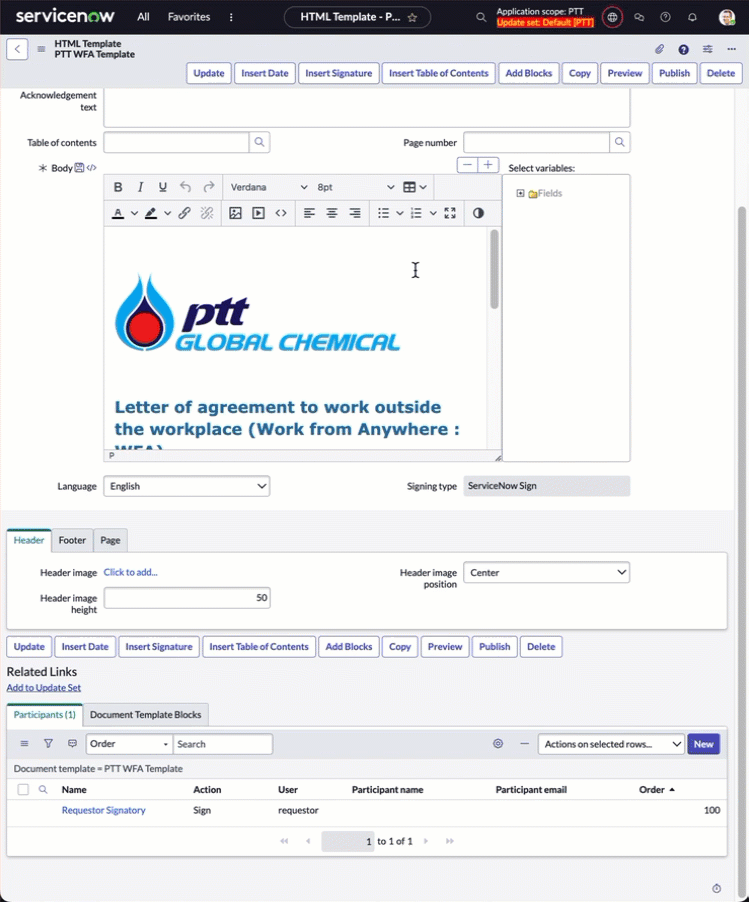 servicenow
All
Favorites
HTML Template - P...
Application scope: PTT
Update set: Default [PTT]
HTML Template
PTT WFA Template
Update
Insert Date
Insert Signature
Insert Table of Contents
Add Blocks
Copy
Preview
Publish
Delete
Acknowledgement
text
Table of contents
Page number
Body
Select variables:
B I U
Verdana
8pt
Fields
A
ptt
GLOBAL CHEMICAL
Letter of agreement to work outside
the workplace (Work from Anywhere :
WFA)
P
Language
English
Signing type
ServiceNow Sign
Header
Footer
Page
Header image
Click to add...
Header image
position
Center
Header image
height
50
Update
Insert Date
Insert Signature
Insert Table of Contents
Add Blocks
Copy
Preview
Publish
Delete
Related Links
Add to Update Set
Participants (1)
Document Template Blocks
Order
Search
Actions on selected rows...
New
Document template = PTT WFA Template
Name
Action
User
Participant name
Participant email
Order
Requestor Signatory
Sign
requestor
100
1 to 1 of 1